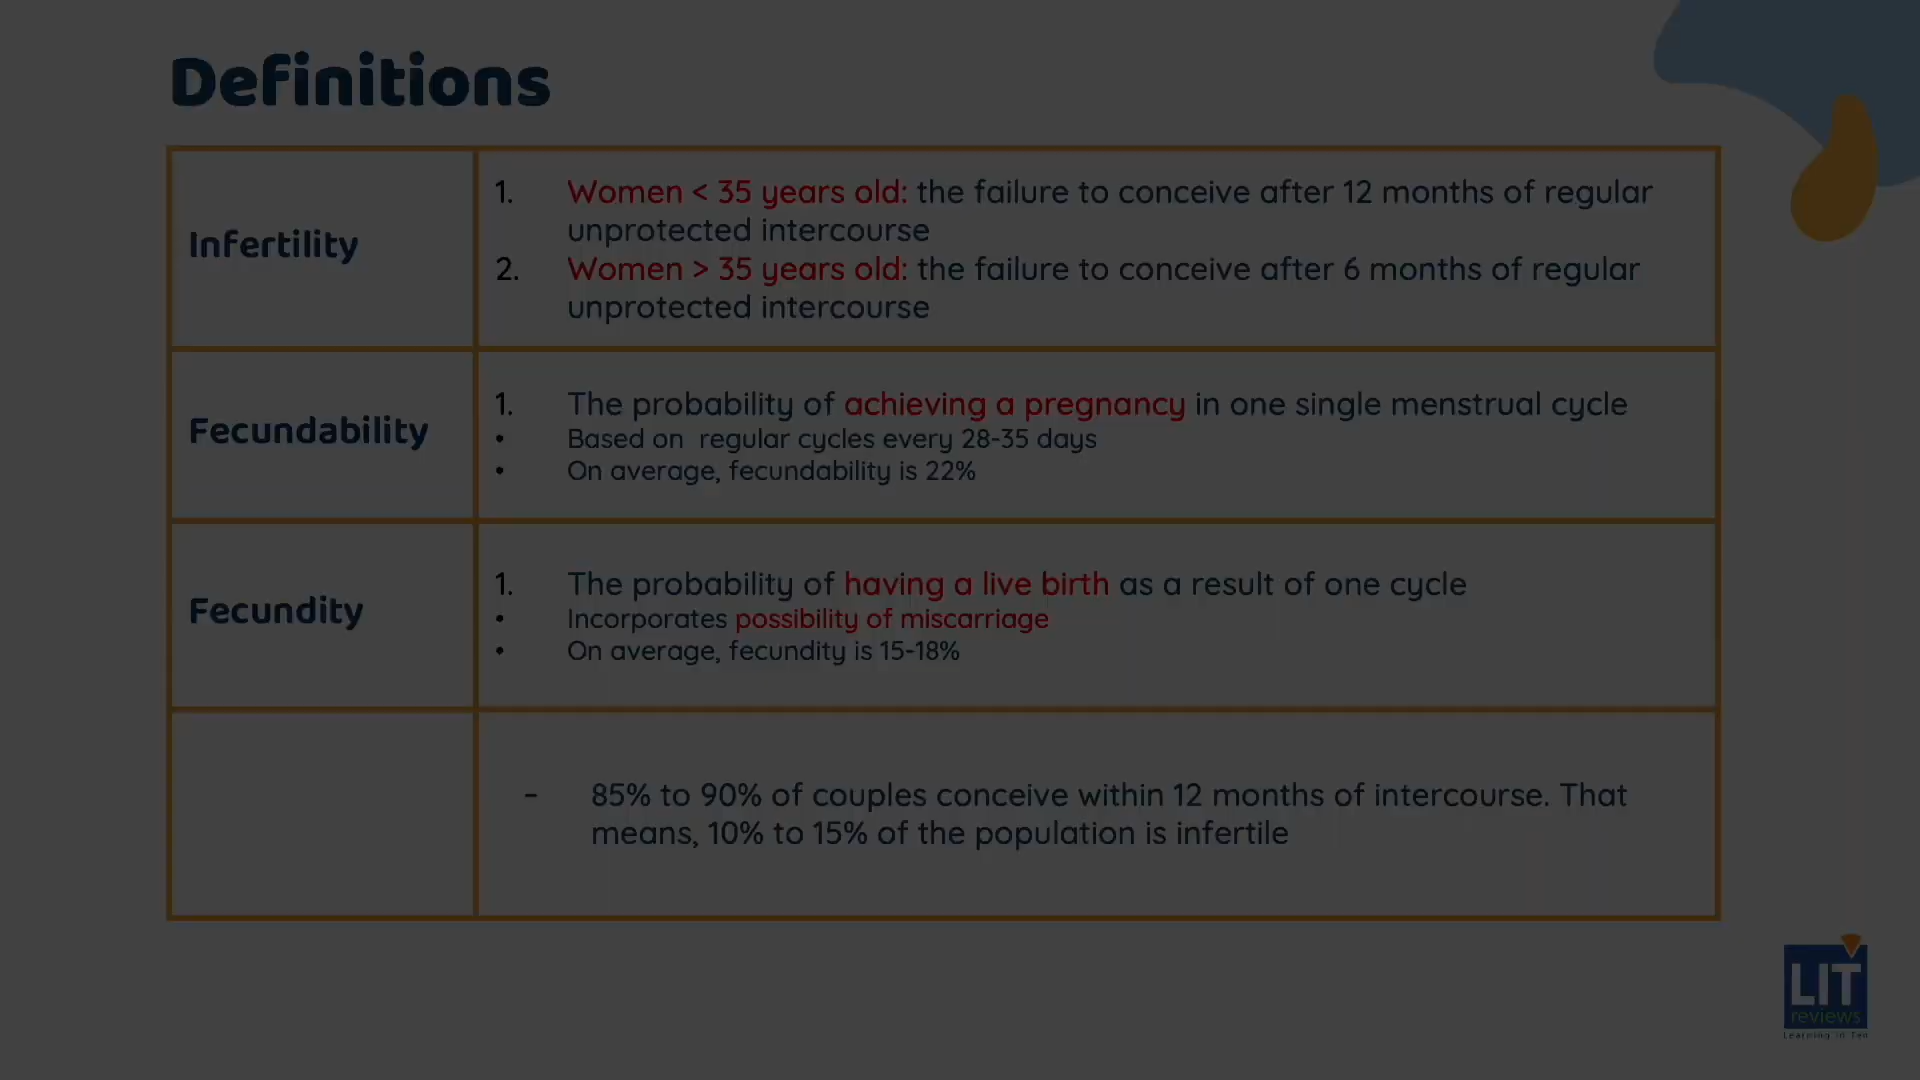 Definitions
Infertility
1. Women < 35 years old: the failure to conceive after 12 months of regular
unprotected intercourse
2. Women > 35 years old: the failure to conceive after 6 months of regular
unprotected intercourse
Fecundability
1. The probability of achieving a pregnancy in one single menstrual cycle
• Based on regular cycles every 28-35 days
• On average, fecundability is 22%
Fecundity
1. The probability of having a live birth as a result of one cycle
• Incorporates possibility of miscarriage
• On average, fecundity is 15-18%
- 85% to 90% of couples conceive within 12 months of intercourse. That
means, 10% to 15% of the population is infertile
LIT
reviews
Learning in Ten